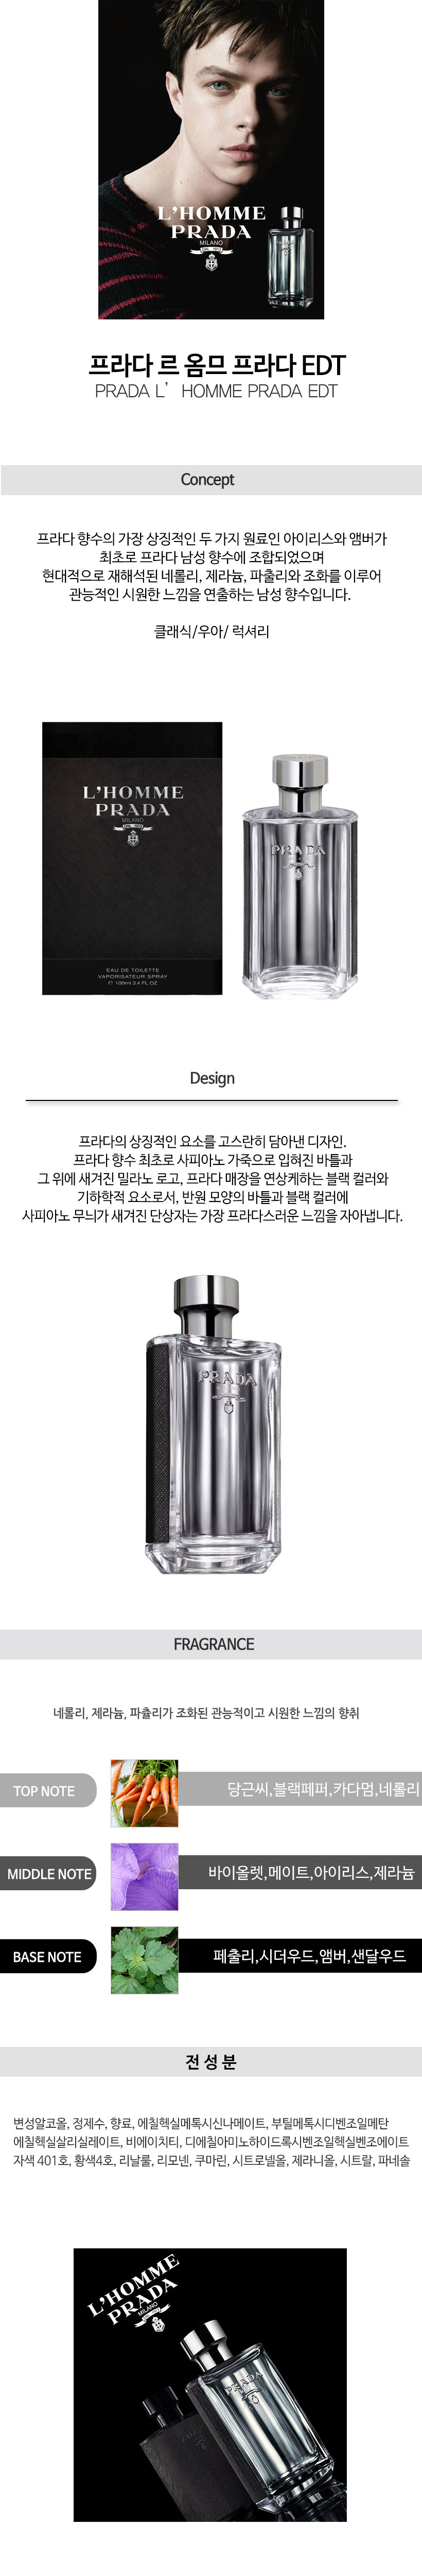 L'HOMME
PRADA
MILANO
프라다 르 옴므 프라다 EDT
PRADA L' HOMME PRADA EDT
Concept
프라다 향수의 가장 상징적인 두 가지 원료인 아이리스와 앰버가
최초로 프라다 남성 향수에 조합되었으며
현대적으로 재해석된 네롤리, 제라늄, 파출리와 조화를 이루어
관능적인 시원한 느낌을 연출하는 남성 향수입니다.
클래식/우아/ 럭셔리
L'HOMME
PRADA
MILANO
EAU DE TOILETTE
VAPORISATEUR SPRAY
100ml 3.4 FL OZ
PRADA
Design
프라다의 상징적인 요소를 고스란히 담아낸 디자인.
프라다 향수 최초로 사피아노 가죽으로 입혀진 바틀과
그 위에 새겨진 밀라노 로고, 프라다 매장을 연상케하는 블랙 컬러와
기하학적 요소로서, 반원 모양의 바틀과 블랙 컬러에
사피아노 무늬가 새겨진 단상자는 가장 프라다스러운 느낌을 자아냅니다.
PRADA
FRAGRANCE
네롤리, 제라늄, 파츌리가 조화된 관능적이고 시원한 느낌의 향취
TOP NOTE
당근씨,블랙페퍼,카다멈,네롤리
MIDDLE NOTE
바이올렛,메이트,아이리스,제라늄
BASE NOTE
페출리,시더우드,앰버,샌달우드
전 성 분
변성알코올, 정제수, 향료, 에칠헥실메톡시신나메이트, 부틸메톡시디벤조일메탄
에칠헥실살리실레이트, 비에이치티, 디에칠아미노하이드록시벤조일헥실벤조에이트
자색 401호, 황색4호, 리날룰, 리모넨, 쿠마린, 시트로넬올, 제라니올, 시트랄, 파네솔
L'HOMME
PRADA
MILANO
PRADA